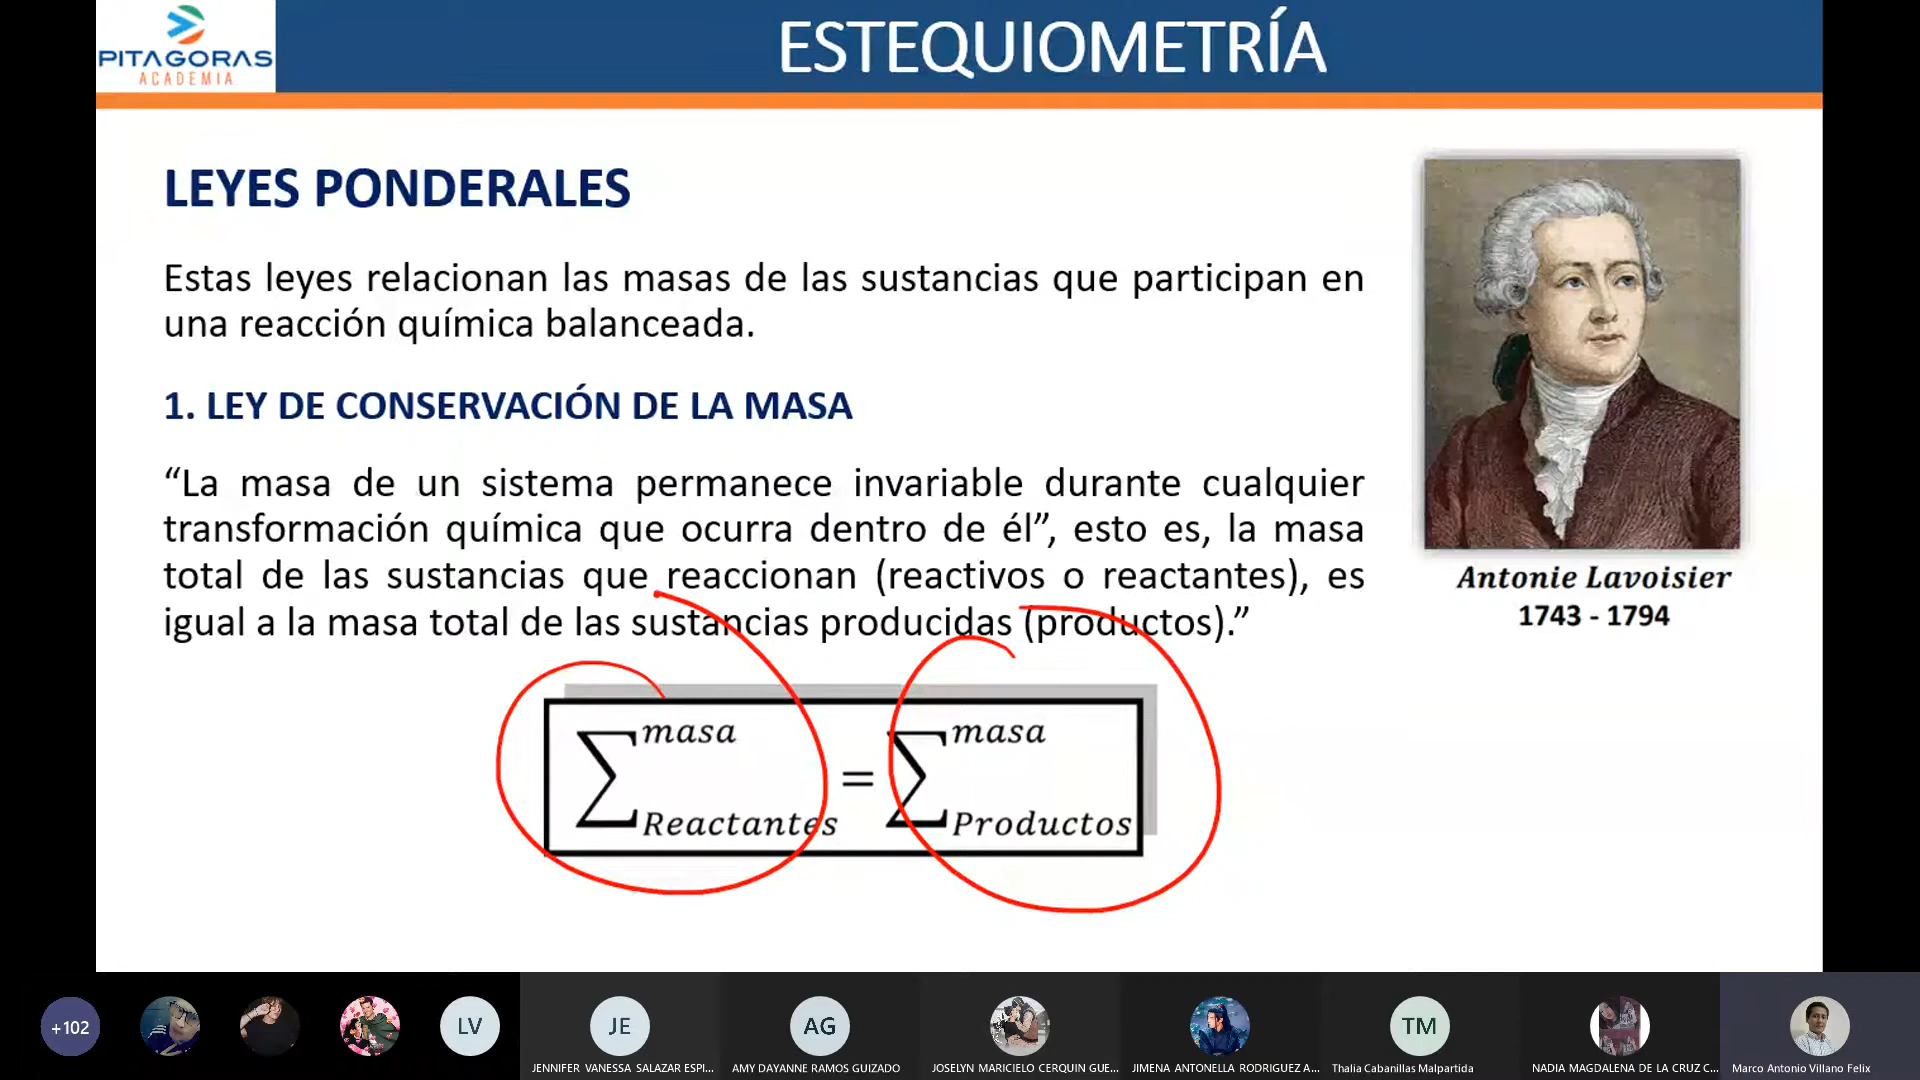 PITAGORAS
ACADEMIA
ESTEQUIOMETRÍA
LEYES PONDERALES
Estas leyes relacionan las masas de las sustancias que participan en
una reacción química balanceada.
1. LEY DE CONSERVACIÓN DE LA MASA
“La masa de un sistema permanece invariable durante cualquier
transformación química que ocurra dentro de él”, esto es, la masa
total de las sustancias que reaccionan (reactivos o reactantes), es
igual a la masa total de las sustancias producidas (productos).”
Antonie Lavoisier
1743 - 1794
∑ masa Reactantes = ∑ masa Productos
+102
LV
JE
AG
TM
JENNIFER VANESSA SALAZAR ESPI...
AMY DAYANNE RAMOS GUIZADO
JOSELYN MARICIELO CERQUIN GUE...
JIMENA ANTONELLA RODRIGUEZ A...
Thalia Cabanillas Malpartida
NADIA MAGDALENA DE LA CRUZ C...
Marco Antonio Villano Felix